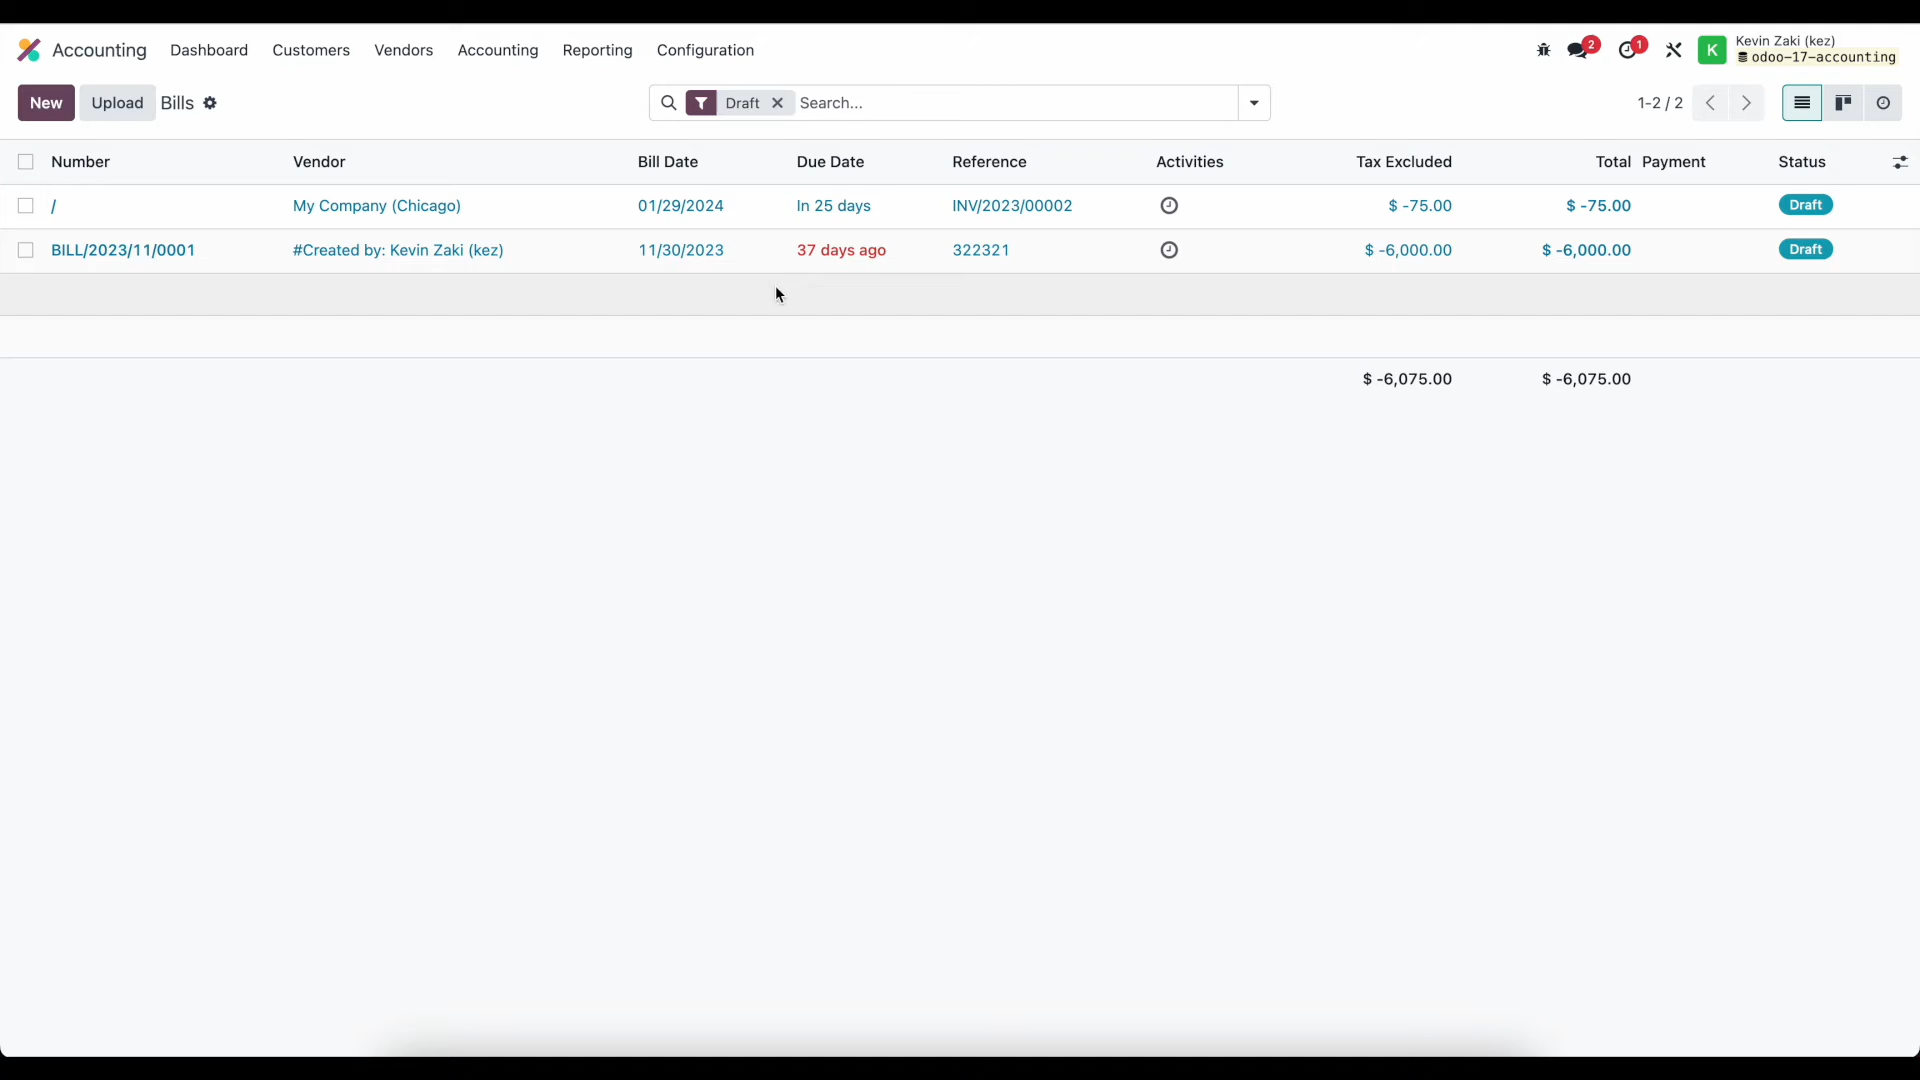 Accounting Dashboard Customers Vendors Accounting Reporting Configuration 2 1 K Kevin Zaki (kez)
odoo-17-accounting
New Upload Bills Draft Search... 1-2 / 2
Number Vendor Bill Date Due Date Reference Activities Tax Excluded Total Payment Status
/ My Company (Chicago) 01/29/2024 In 25 days INV/2023/00002 $ -75.00 $ -75.00 Draft
BILL/2023/11/0001 #Created by: Kevin Zaki (kez) 11/30/2023 37 days ago 322321 $ -6,000.00 $ -6,000.00 Draft
$ -6,075.00 $ -6,075.00